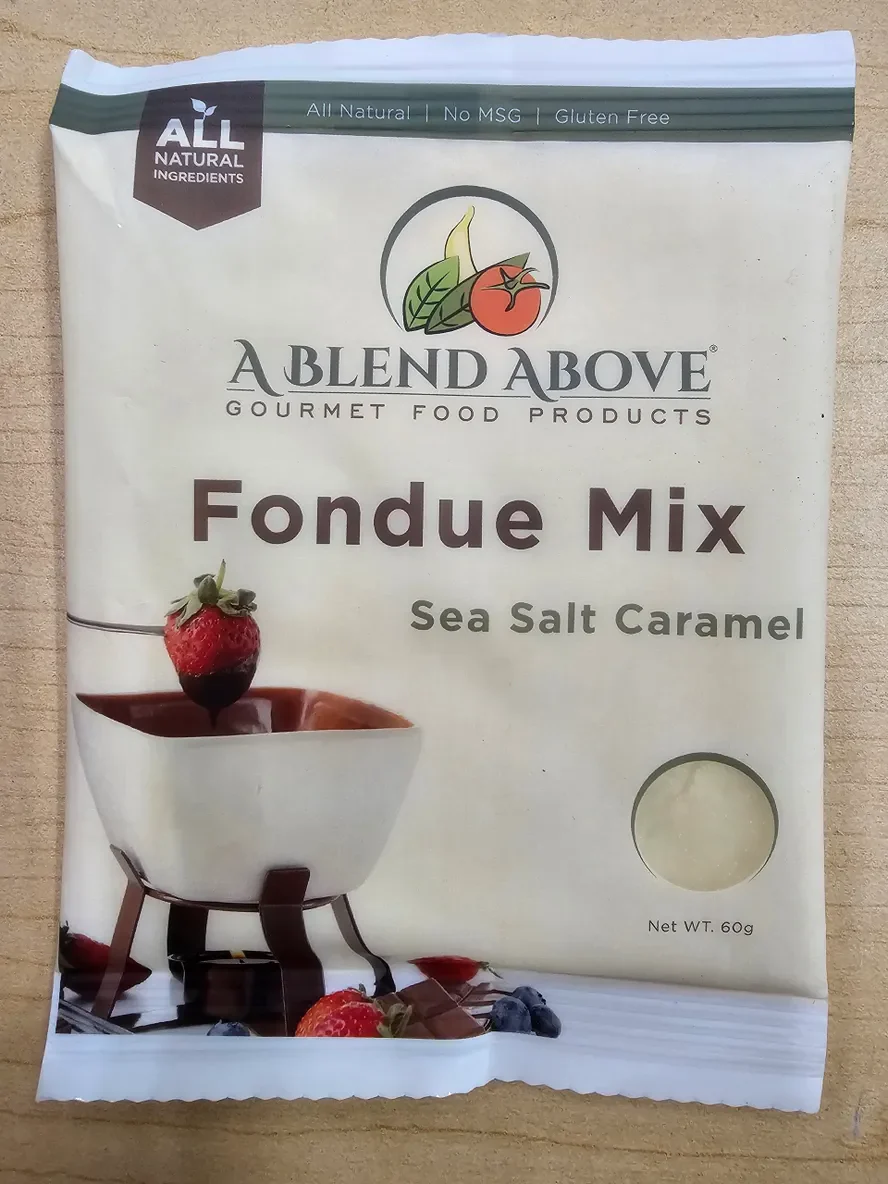 All Natural | No MSG | Gluten Free
ALL
NATURAL
INGREDIENTS
A BLEND ABOVE®
GOURMET FOOD PRODUCTS
Fondue Mix
Sea Salt Caramel
Net WT. 60g